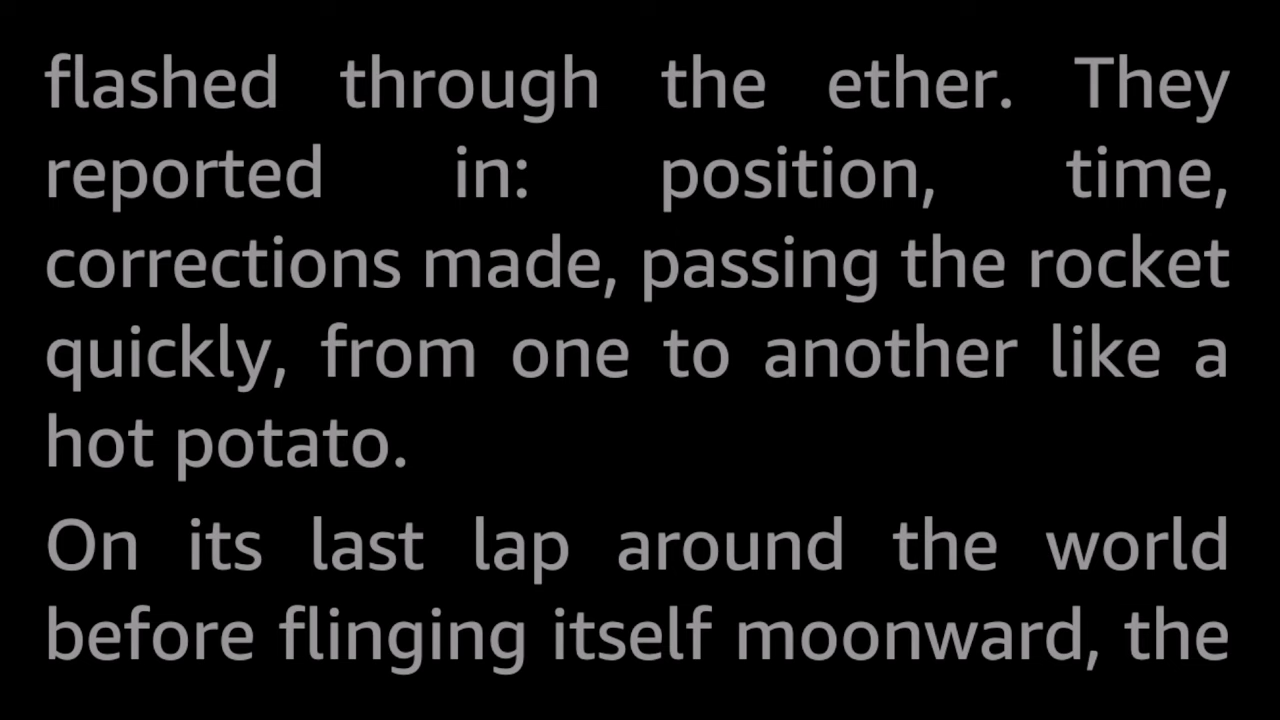 flashed through the ether. They
reported in: position, time,
corrections made, passing the rocket
quickly, from one to another like a
hot potato.
On its last lap around the world
before flinging itself moonward, the